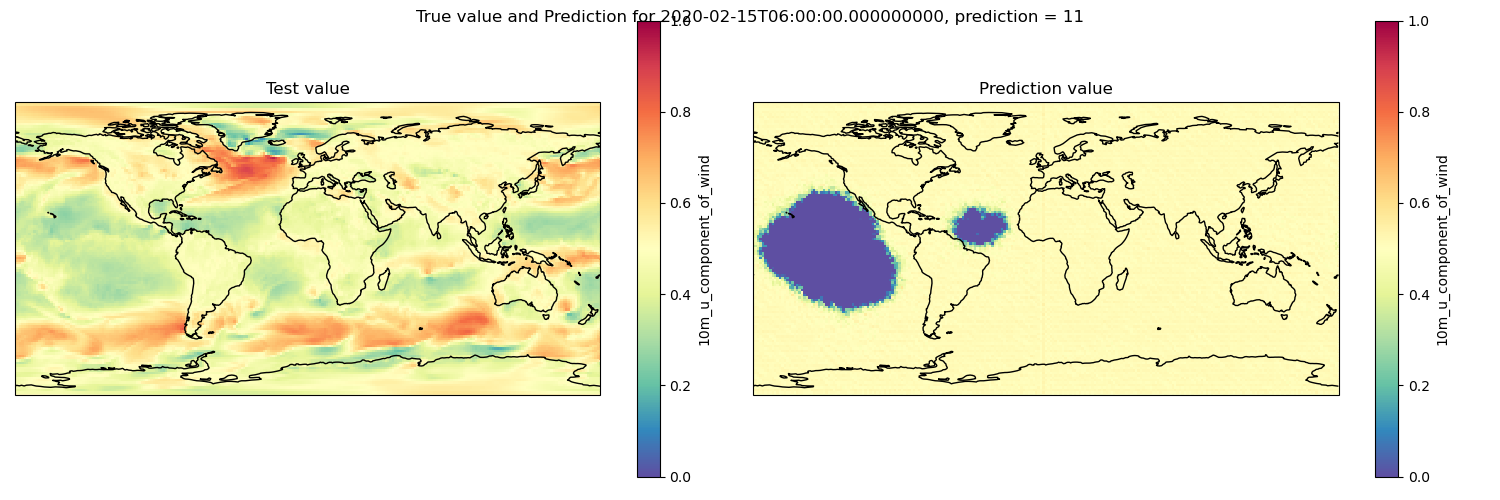 True value and Prediction for 2020-02-15T06:00:00.000000000, prediction = 11
Test value
1.0
0.8
0.6
0.4
0.2
0.0
10m_u_component_of_wind
Prediction value
1.0
0.8
0.6
0.4
0.2
0.0
10m_u_component_of_wind